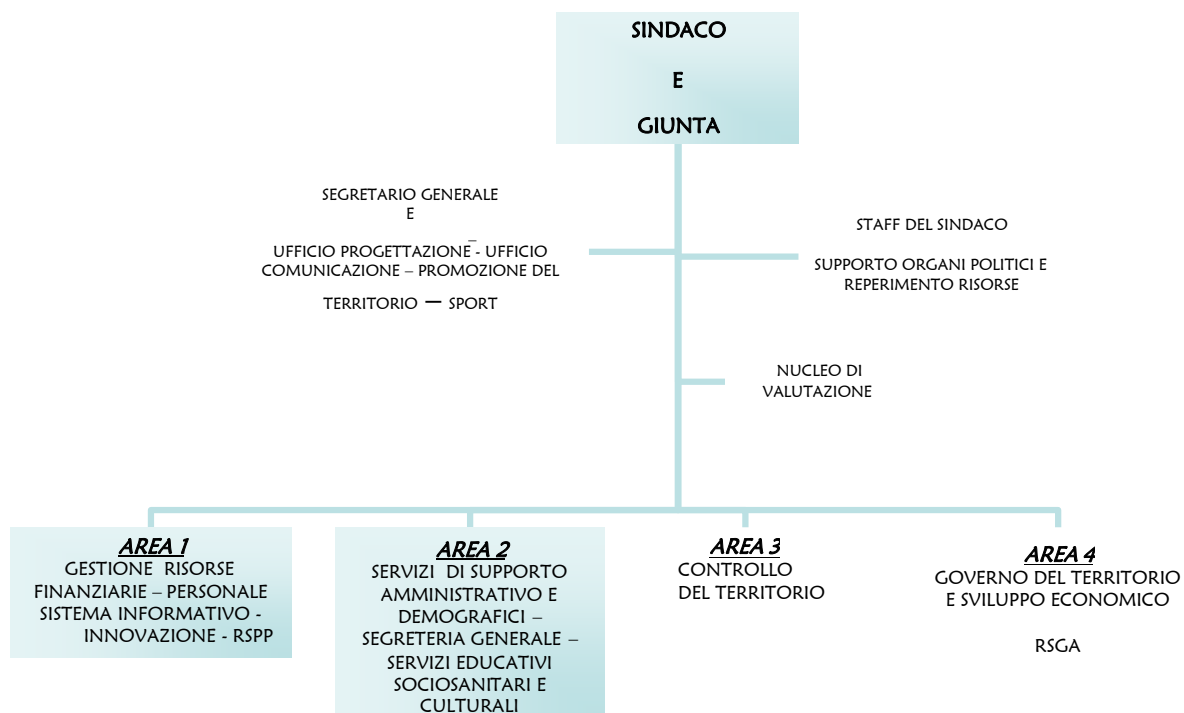 SINDACO
E
GIUNTA
SEGRETARIO GENERALE
E
–
UFFICIO PROGETTAZIONE - UFFICIO
COMUNICAZIONE – PROMOZIONE DEL
TERRITORIO – SPORT
STAFF DEL SINDACO
SUPPORTO ORGANI POLITICI E
REPERIMENTO RISORSE
NUCLEO DI
VALUTAZIONE
AREA 1
GESTIONE RISORSE
FINANZIARIE – PERSONALE
SISTEMA INFORMATIVO -
INNOVAZIONE - RSPP
AREA 2
SERVIZI DI SUPPORTO
AMMINISTRATIVO E
DEMOGRAFICI –
SEGRETERIA GENERALE –
SERVIZI EDUCATIVI
SOCIOSANITARI E
CULTURALI
AREA 3
CONTROLLO
DEL TERRITORIO
AREA 4
GOVERNO DEL TERRITORIO
E SVILUPPO ECONOMICO
RSGA